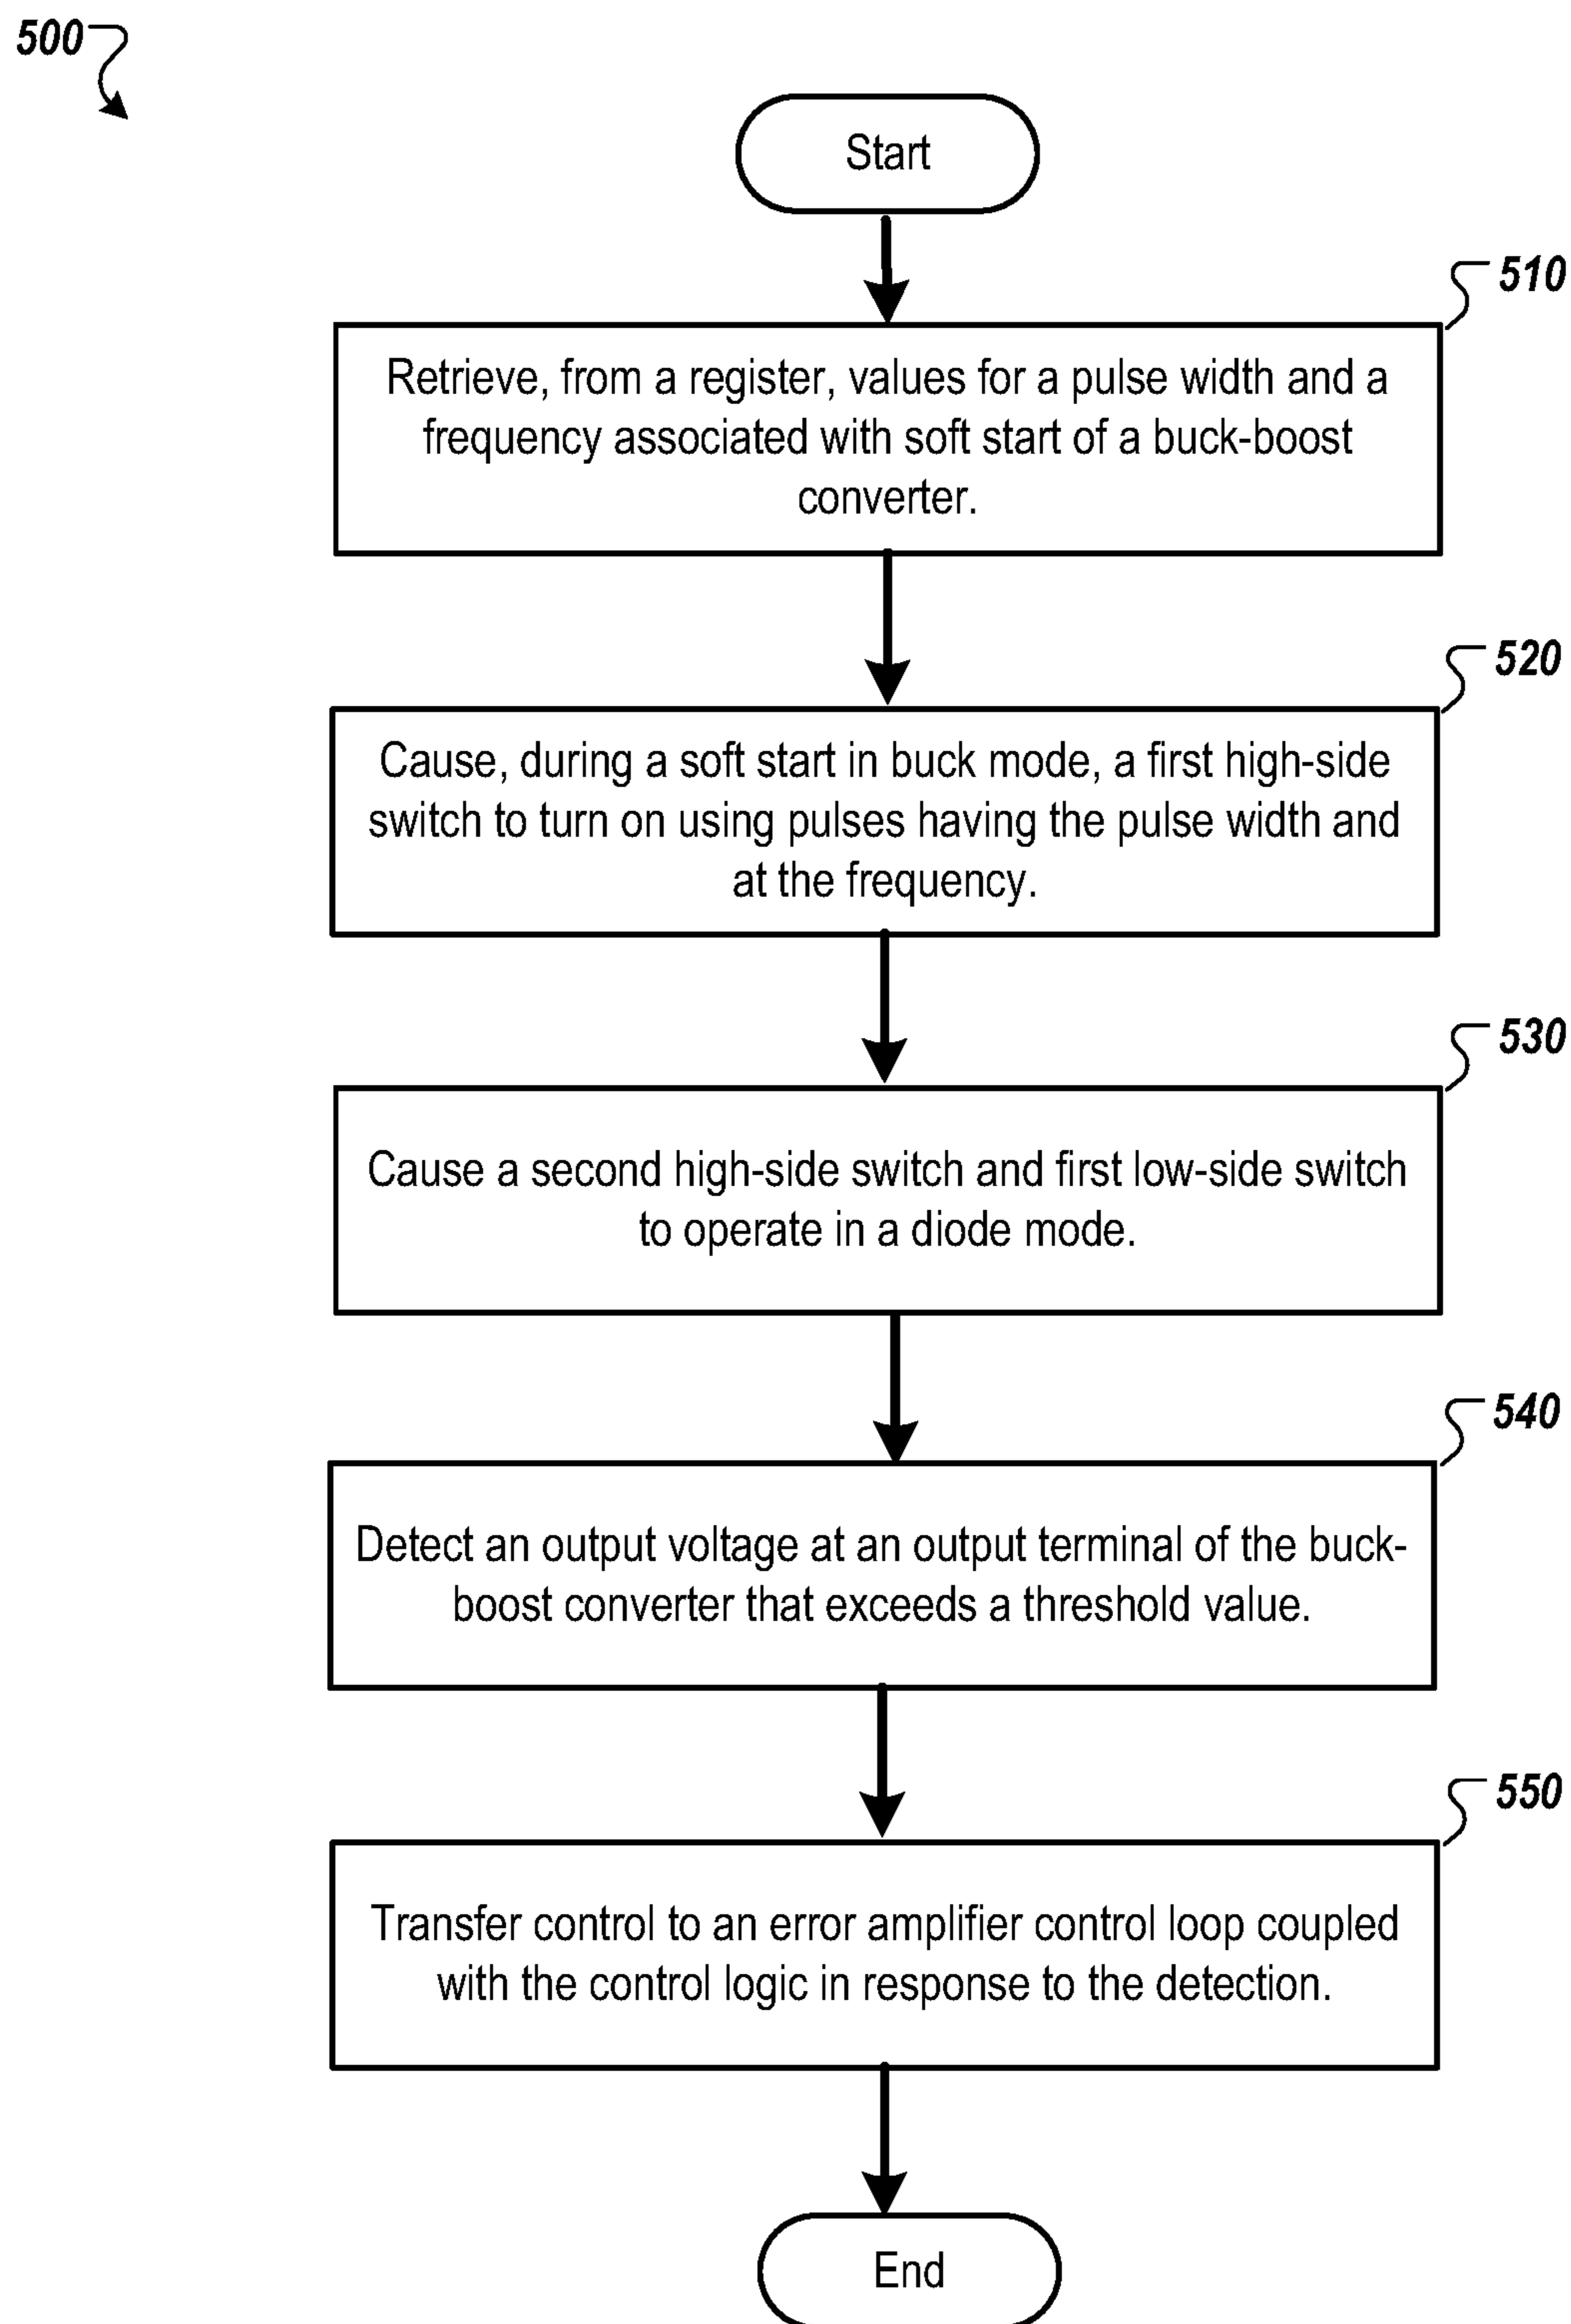 500
Start
510
Retrieve, from a register, values for a pulse width and a
frequency associated with soft start of a buck-boost
converter.
520
Cause, during a soft start in buck mode, a first high-side
switch to turn on using pulses having the pulse width and
at the frequency.
530
Cause a second high-side switch and first low-side switch
to operate in a diode mode.
540
Detect an output voltage at an output terminal of the buck-
boost converter that exceeds a threshold value.
550
Transfer control to an error amplifier control loop coupled
with the control logic in response to the detection.
End